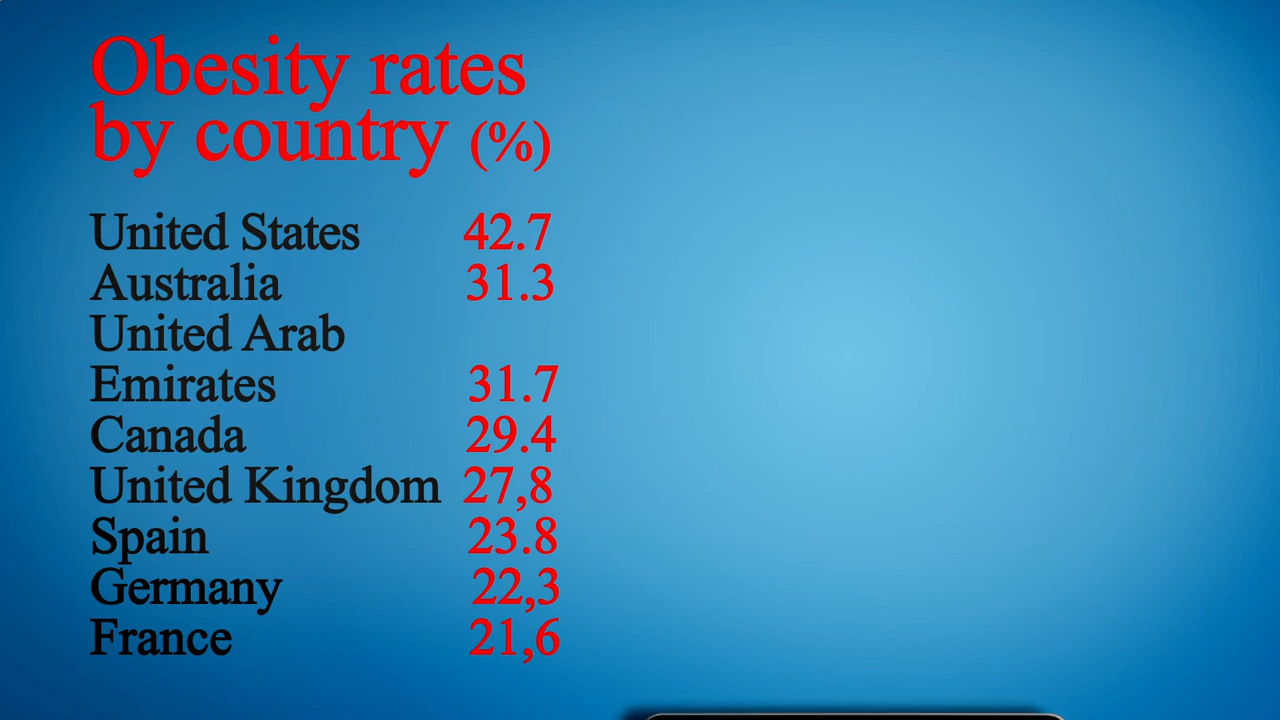 Obesity rates
by country (%)
United States 42.7
Australia 31.3
United Arab
Emirates 31.7
Canada 29.4
United Kingdom 27,8
Spain 23.8
Germany 22,3
France 21,6